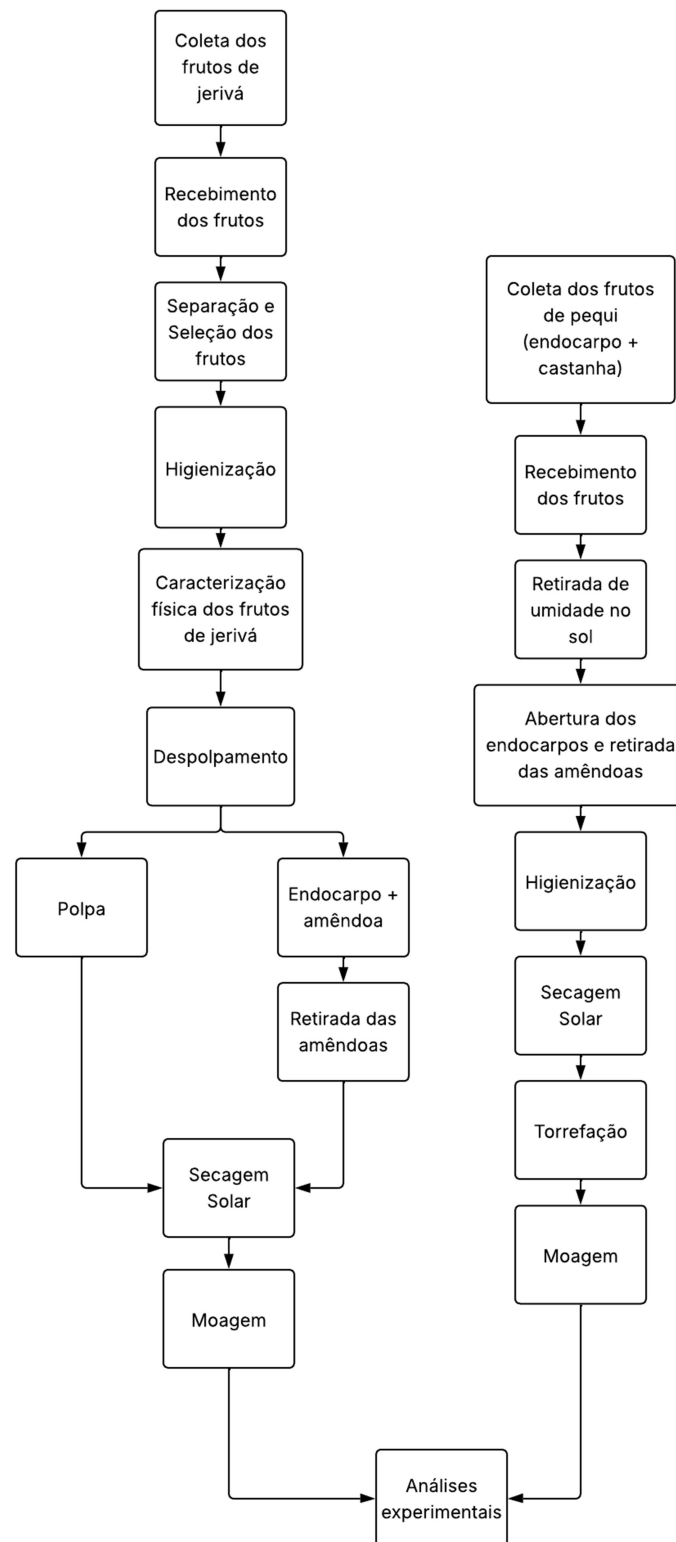 Coleta dos
frutos de
jerivá
Recebimento
dos frutos
Separação e
Seleção dos
frutos
Higienização
Caracterização
física dos frutos
de jerivá
Despolpamento
Polpa
Endocarpo +
amêndoa
Retirada das
amêndoas
Secagem
Solar
Moagem
Coleta dos frutos
de pequi
(endocarpo +
castanha)
Recebimento
dos frutos
Retirada de
umidade no
sol
Abertura dos
endocarpos e retirada
das amêndoas
Higienização
Secagem
Solar
Torrefação
Moagem
Análises
experimentais